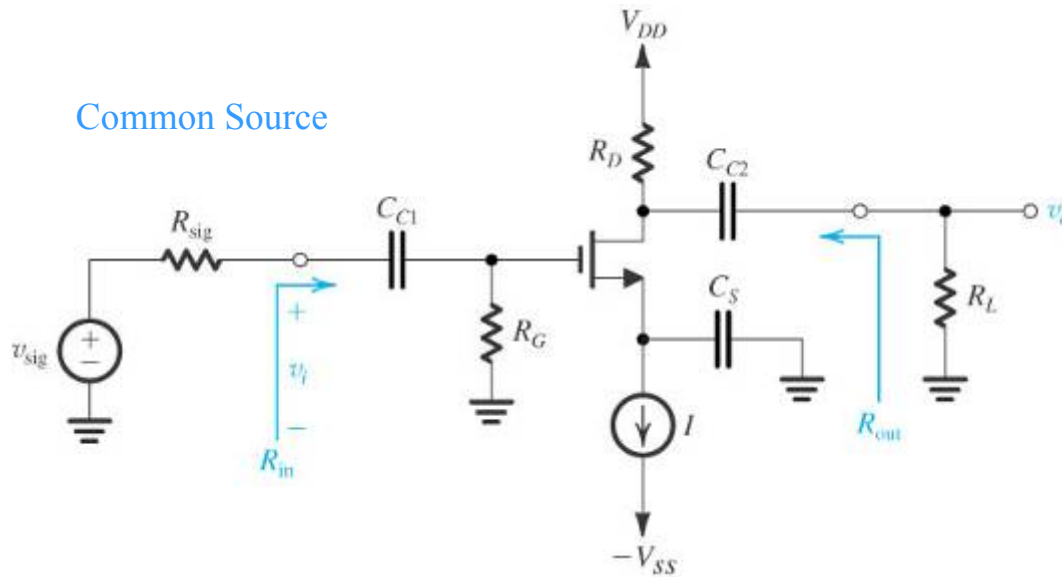 V_DD
Common Source
R_D
C_C2
C_C1
R_sig
C_S
R_L
R_G
+
v_sig
+
−
v_i
−
I
R_out
R_in
−V_SS